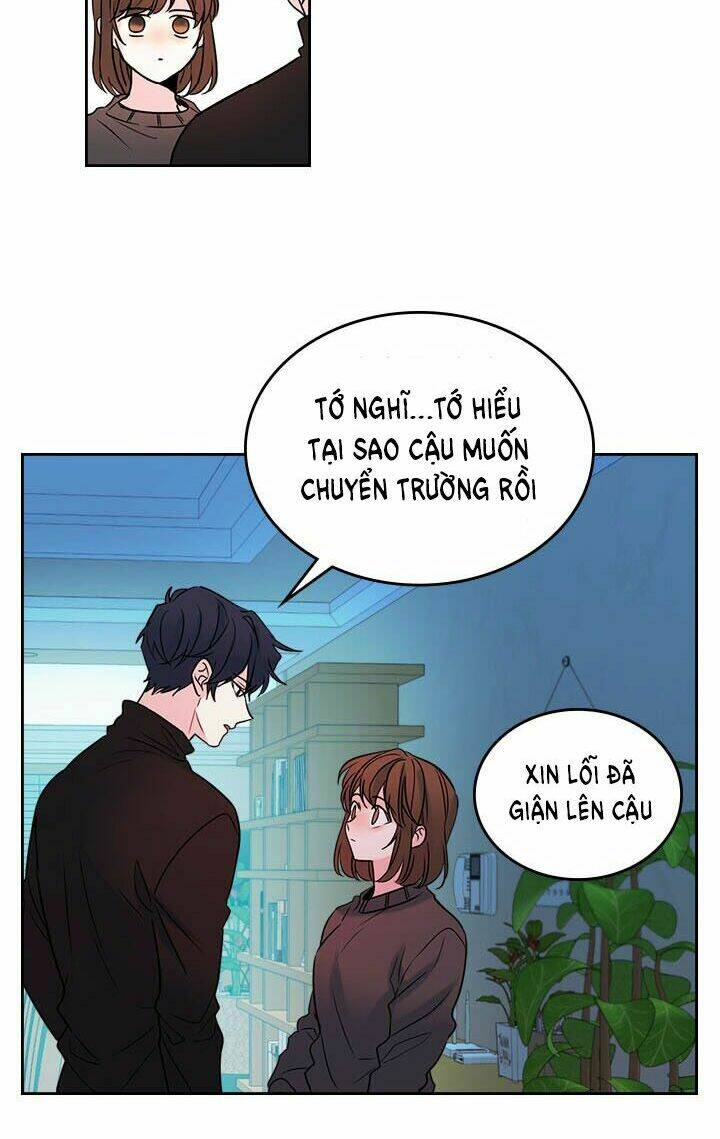 TỚ NGHĨ...TỚ HIỂU
TẠI SAO CẬU MUỐN
CHUYỂN TRƯỜNG RỒI
XIN LỖI ĐÃ
GIẬN LÊN CẬU